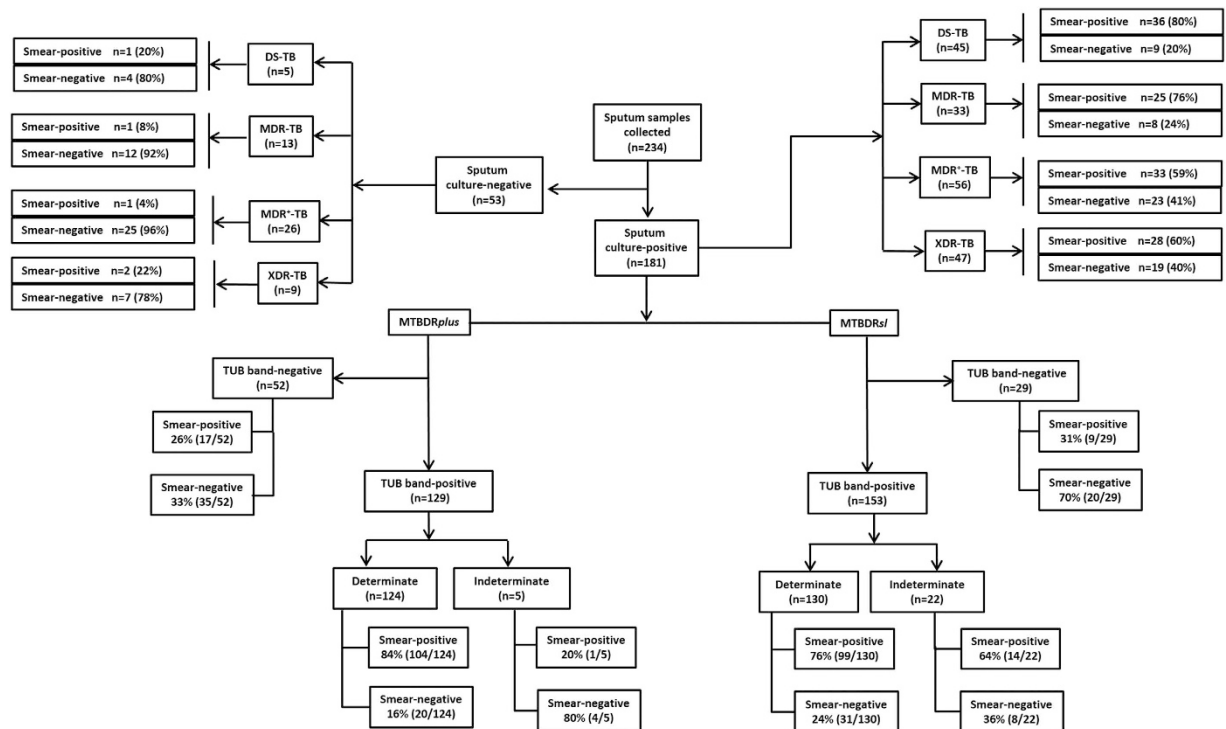 Smear-positive n=1 (20%)
Smear-negative n=4 (80%)
DS-TB
(n=5)
Smear-positive n=1 (8%)
Smear-negative n=12 (92%)
MDR-TB
(n=13)
Smear-positive n=1 (4%)
Smear-negative n=25 (96%)
MDR⁺-TB
(n=26)
Smear-positive n=2 (22%)
Smear-negative n=7 (78%)
XDR-TB
(n=9)
Sputum
culture-negative
(n=53)
Sputum samples
collected
(n=234)
Sputum
culture-positive
(n=181)
DS-TB
(n=45)
Smear-positive n=36 (80%)
Smear-negative n=9 (20%)
MDR-TB
(n=33)
Smear-positive n=25 (76%)
Smear-negative n=8 (24%)
MDR⁺-TB
(n=56)
Smear-positive n=33 (59%)
Smear-negative n=23 (41%)
XDR-TB
(n=47)
Smear-positive n=28 (60%)
Smear-negative n=19 (40%)
MTBDRplus
MTBDRsl
TUB band-negative
(n=52)
Smear-positive
26% (17/52)
Smear-negative
33% (35/52)
TUB band-positive
(n=129)
Determinate
(n=124)
Smear-positive
84% (104/124)
Smear-negative
16% (20/124)
Indeterminate
(n=5)
Smear-positive
20% (1/5)
Smear-negative
80% (4/5)
TUB band-negative
(n=29)
Smear-positive
31% (9/29)
Smear-negative
70% (20/29)
TUB band-positive
(n=153)
Determinate
(n=130)
Smear-positive
76% (99/130)
Smear-negative
24% (31/130)
Indeterminate
(n=22)
Smear-positive
64% (14/22)
Smear-negative
36% (8/22)